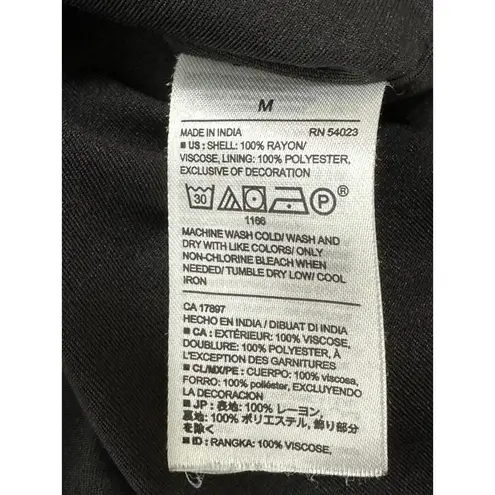 M
MADE IN INDIA RN 54023
■ US: SHELL: 100% RAYON/
VISCOSE, LINING: 100% POLYESTER,
EXCLUSIVE OF DECORATION
30 P ®
1166
MACHINE WASH COLD/ WASH AND
DRY WITH LIKE COLORS/ ONLY
NON-CHLORINE BLEACH WHEN
NEEDED/ TUMBLE DRY LOW/ COOL
IRON
CA 17897
HECHO EN INDIA / DIBUAT DI INDIA
■ CA: EXTÉRIEUR: 100% VISCOSE,
DOUBLURE: 100% POLYESTER, À
L'EXCEPTION DES GARNITURES
■ CL/MX/PE: CUERPO: 100% viscosa,
FORRO: 100% poliéster, EXCLUYENDO
LA DECORACION
■ JP: 表地: 100% レーヨン,
裏地: 100% ポリエステル, 飾り部分
を除く
■ ID: RANGKA: 100% VISCOSE,